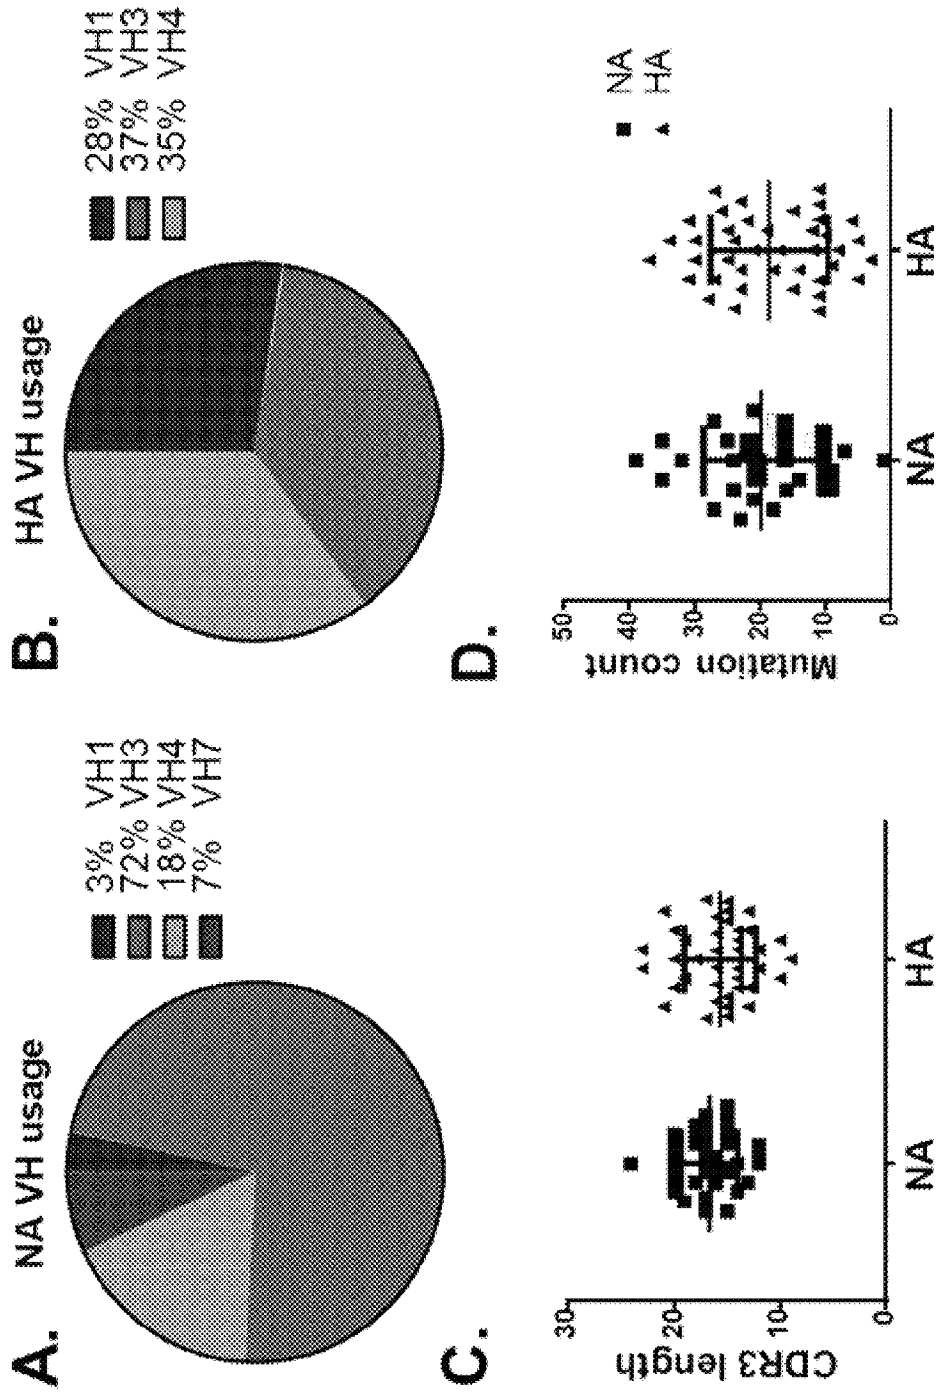 A.
NA VH usage
3% VH1
72% VH3
18% VH4
7% VH7
B.
HA VH usage
28% VH1
37% VH3
35% VH4
C.
CDR3 length
30
20
10
0
NA
HA
D.
Mutation count
50
40
30
20
10
0
NA
HA
NA
HA